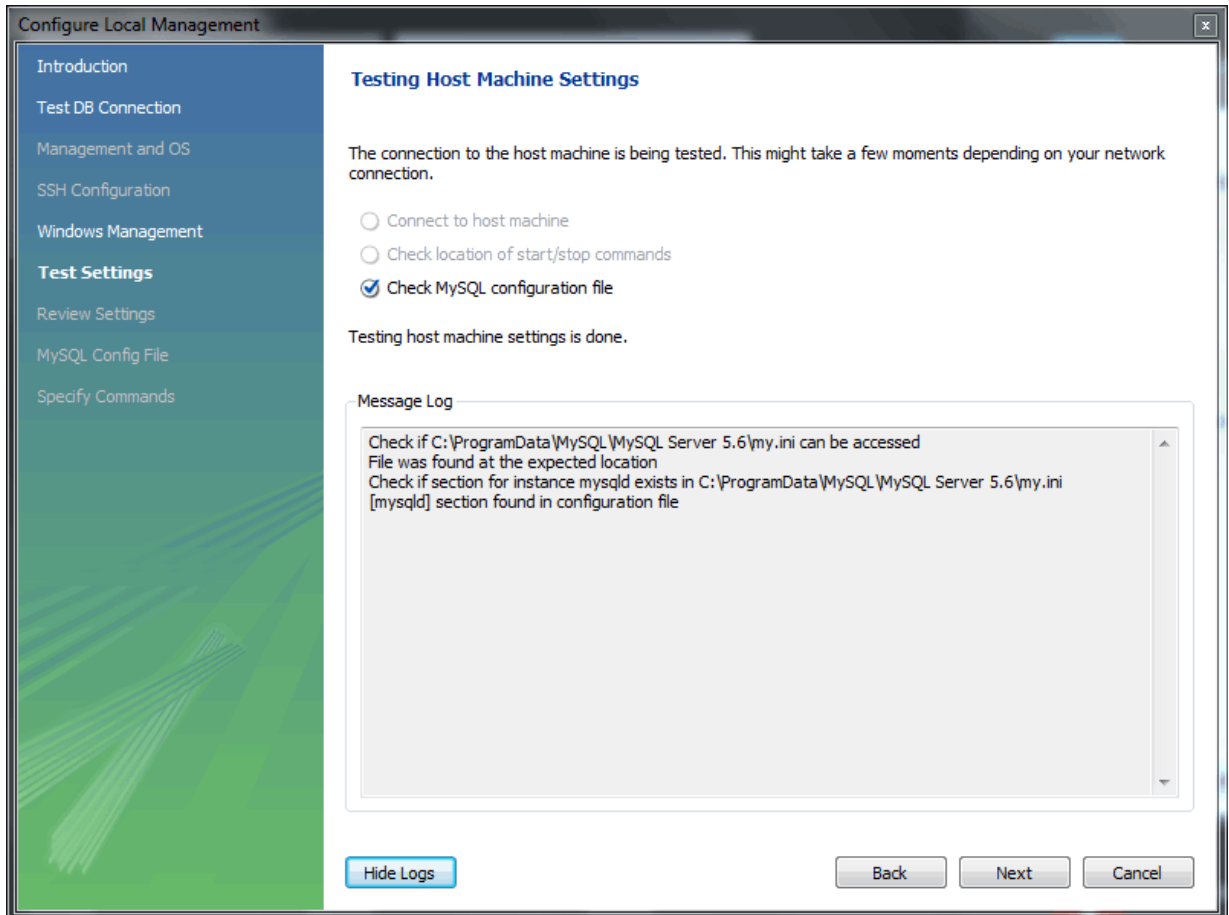 Configure Local Management
Introduction
Test DB Connection
Management and OS
SSH Configuration
Windows Management
Test Settings
Review Settings
MySQL Config File
Specify Commands
Testing Host Machine Settings
The connection to the host machine is being tested. This might take a few moments depending on your network
connection.
Connect to host machine
Check location of start/stop commands
Check MySQL configuration file
Testing host machine settings is done.
Message Log
Check if C:\ProgramData\MySQL\MySQL Server 5.6\my.ini can be accessed
File was found at the expected location
Check if section for instance mysqld exists in C:\ProgramData\MySQL\MySQL Server 5.6\my.ini
[mysqld] section found in configuration file
Hide Logs
Back
Next
Cancel